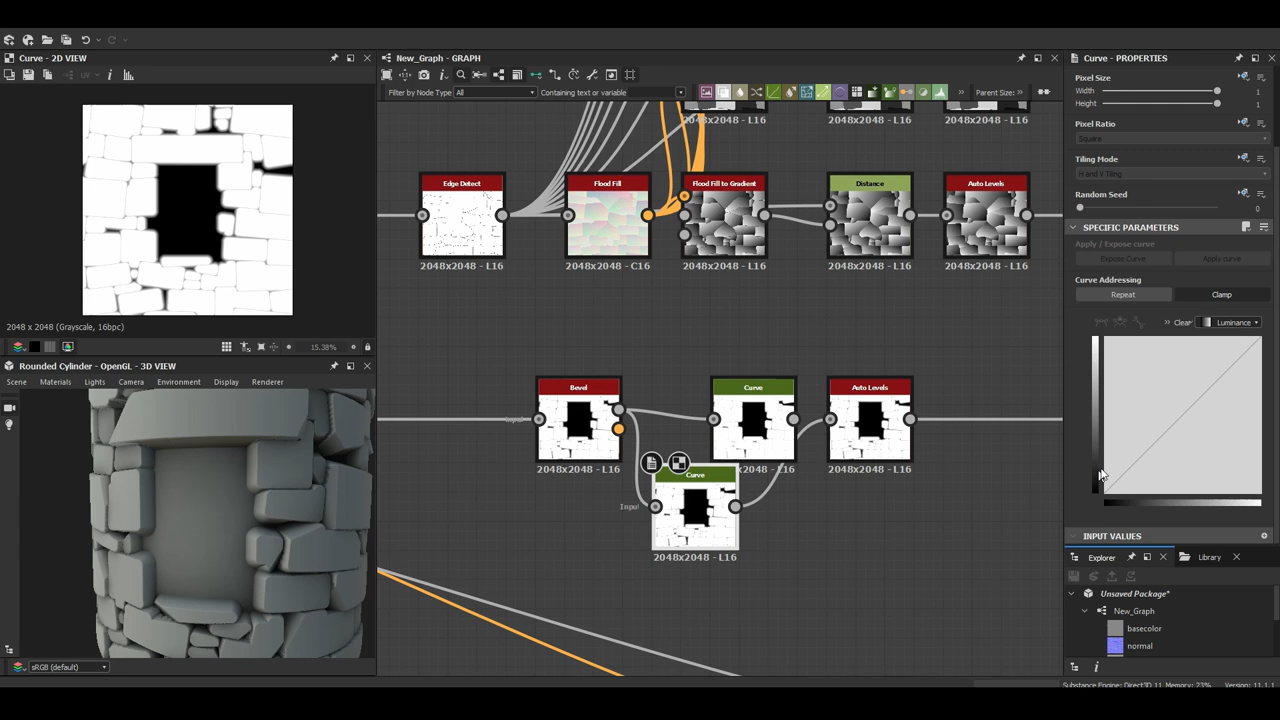 Curve - 2D VIEW
New_Graph - GRAPH
Curve - PROPERTIES
UV
Filter by Node Type
All
Containing text or variable
Parent Size:
Pixel Size
Width
1
Height
1
Pixel Ratio
Square
Tiling Mode
H and V Tiling
Random Seed
0
SPECIFIC PARAMETERS
Apply / Expose curve
Expose Curve
Apply curve
Curve Addressing
Repeat
Clamp
Clear
Luminance
INPUT VALUES
Explorer
Library
Unsaved Package*
New_Graph
basecolor
normal
2048x2048 - L16
2048x2048 - L16
2048x2048 - L16
Edge Detect
Flood Fill
Flood Fill to Gradient
Distance
Auto Levels
2048x2048 - L16
2048x2048 - C16
2048x2048 - L16
2048x2048 - L16
2048x2048 - L16
Bevel
Curve
Auto Levels
Input
2048x2048 - L16
x2048 - L16
2048x2048 - L16
Curve
Input
2048x2048 - L16
2048 x 2048 (Grayscale, 16bpc)
15.38%
Rounded Cylinder - OpenGL - 3D VIEW
Scene
Materials
Lights
Camera
Environment
Display
Renderer
sRGB (default)
Substance Engine: Direct3D 11 Memory: 23%
Version: 11.1.1